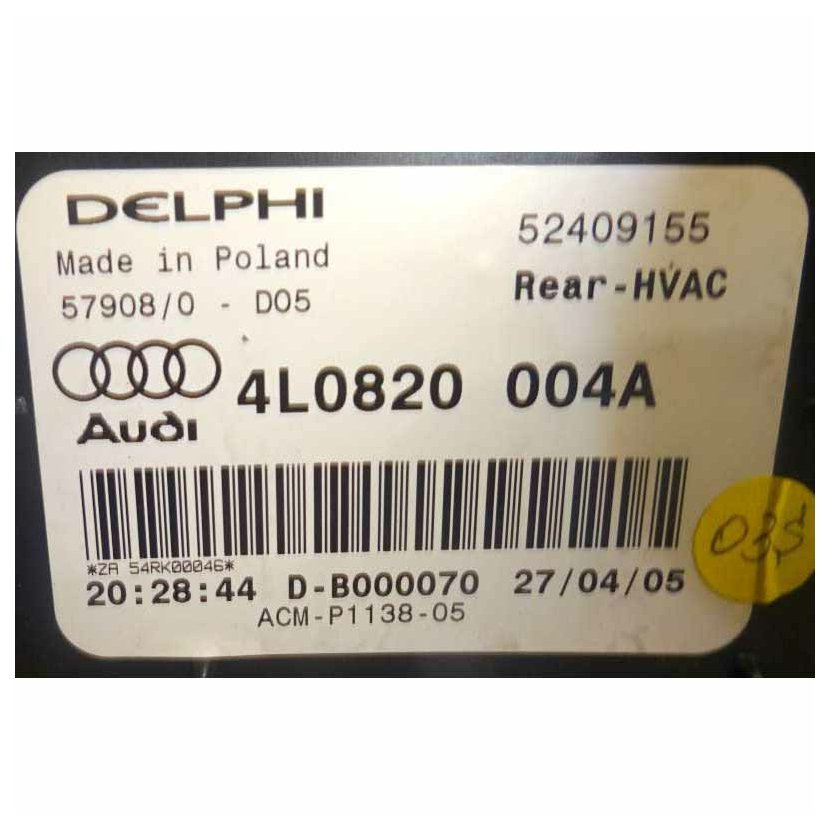 DELPHI
Made in Poland
57908/0 - D05
52409155
Rear-HVAC
Audi
4L0820 004A
*ZA 54RK00046*
20:28:44 D-B000070 27/04/05
ACM-P1138-05